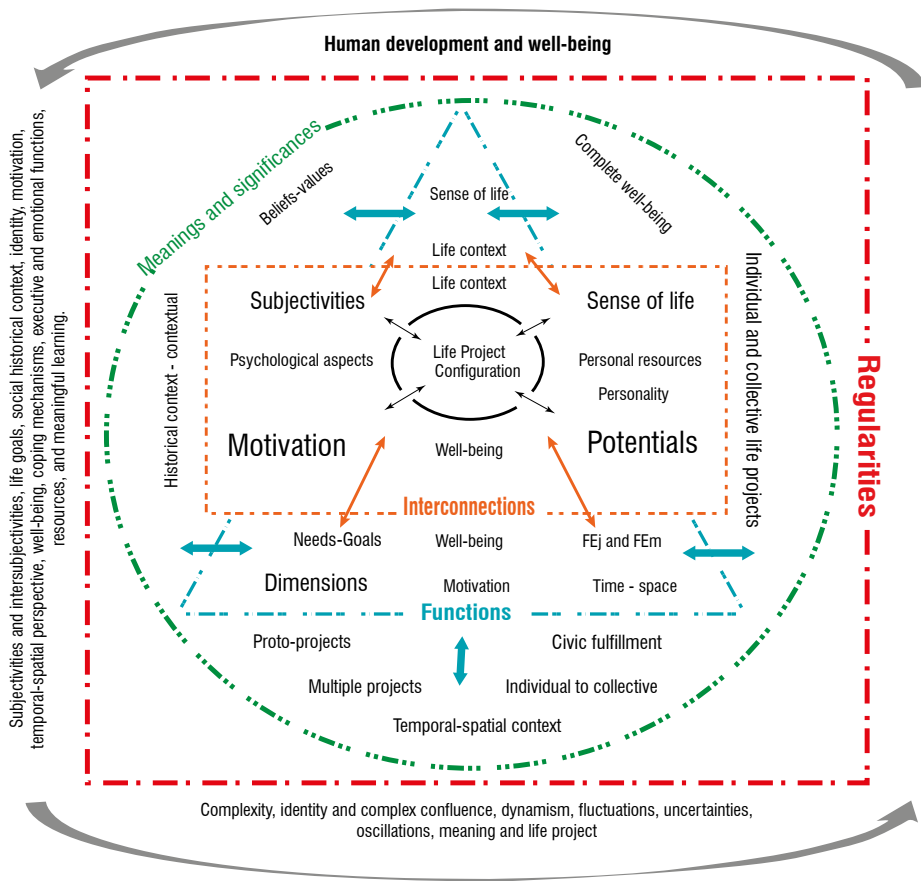 Human development and well-being
Subjectivities and intersubjectivities, life goals, social historical context, identity, motivation,
temporal-spatial perspective, well-being, coping mechanisms, executive and emotional functions,
resources, and meaningful learning.
Meanings and significances
Beliefs-values
Sense of life
Complete well-being
Life context
Life context
Subjectivities
Sense of life
Historical context - contextual
Psychological aspects
Life Project
Configuration
Personal resources
Personality
Individual and collective life projects
Regularities
Motivation
Well-being
Potentials
Interconnections
Needs-Goals
Well-being
FEj and FEm
Dimensions
Motivation
Time - space
Functions
Proto-projects
Civic fulfillment
Multiple projects
Individual to collective
Temporal-spatial context
Complexity, identity and complex confluence, dynamism, fluctuations, uncertainties,
oscillations, meaning and life project